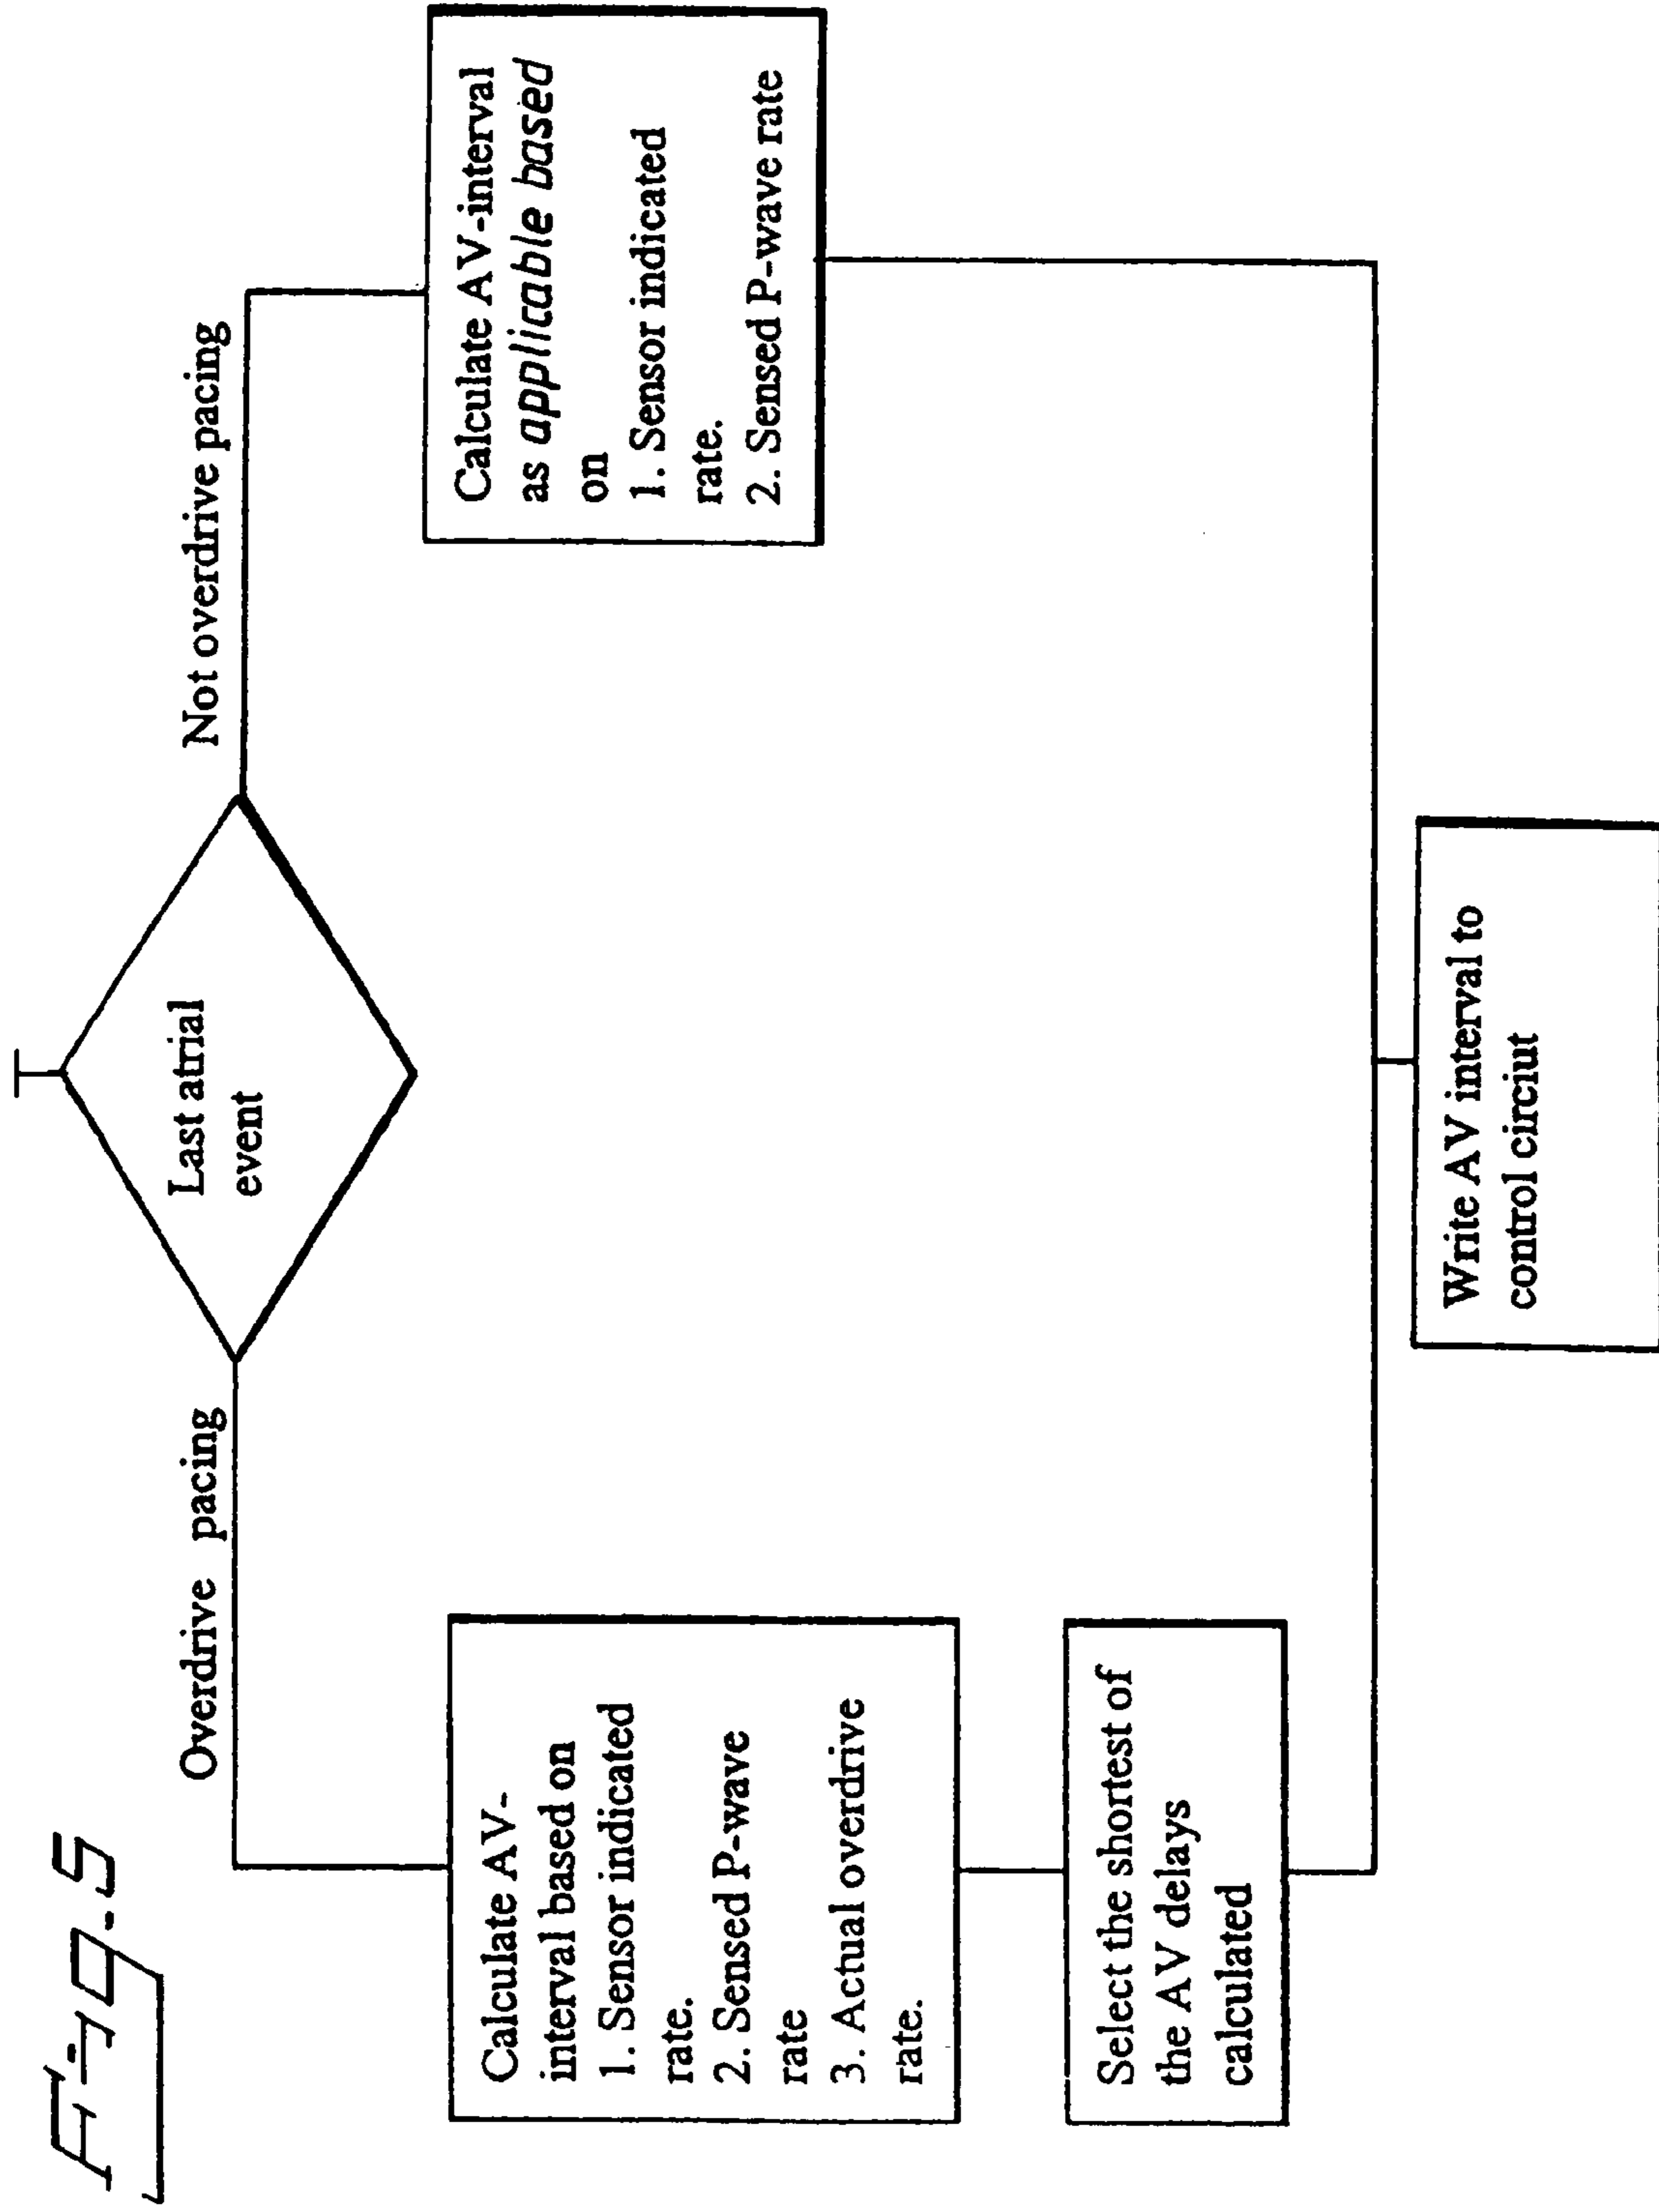 Fig. 5
Last atrial
event
Overdrive pacing
Not overdrive pacing
Calculate AV-
interval based on
1. Sensor indicated
rate.
2. Sensed P-wave
rate
3. Actual overdrive
rate.
Select the shortest of
the AV delays
calculated
Calculate AV-interval
as applicable based
on
1. Sensor indicated
rate.
2. Sensed P-wave rate
Write AV interval to
control circiut